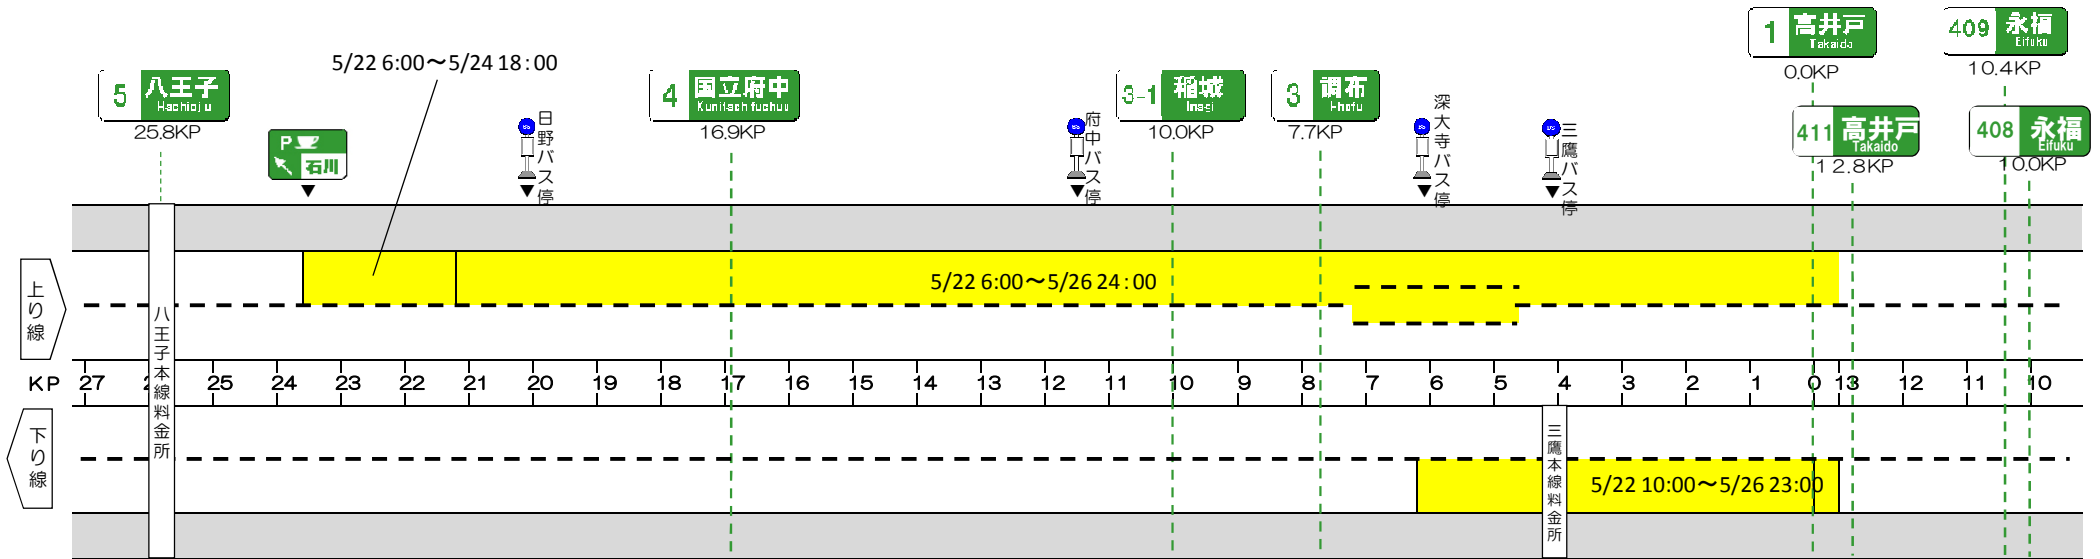 5/22 6:00～5/24 18:00
5 八王子
Hachioji
25.8KP
P
石川
日野バス停
4 国立府中
Kunitachi fuchuu
16.9KP
府中バス停
3-1 稲城
Inagi
10.0KP
3 調布
7.7KP
深大寺バス停
三鷹バス停
1 高井戸
Takaido
0.0KP
411 高井戸
Takaido
12.8KP
409 永福
Eifuku
10.4KP
408 永福
Eifuku
10.0KP
上り線
5/22 6:00～5/26 24:00
八王子本線料金所
KP 27 25 24 23 22 21 20 19 18 17 16 15 14 13 12 11 10 9 8 7 6 5 4 3 2 1 0 13 12 11 10
下り線
三鷹本線料金所
5/22 10:00～5/26 23:00